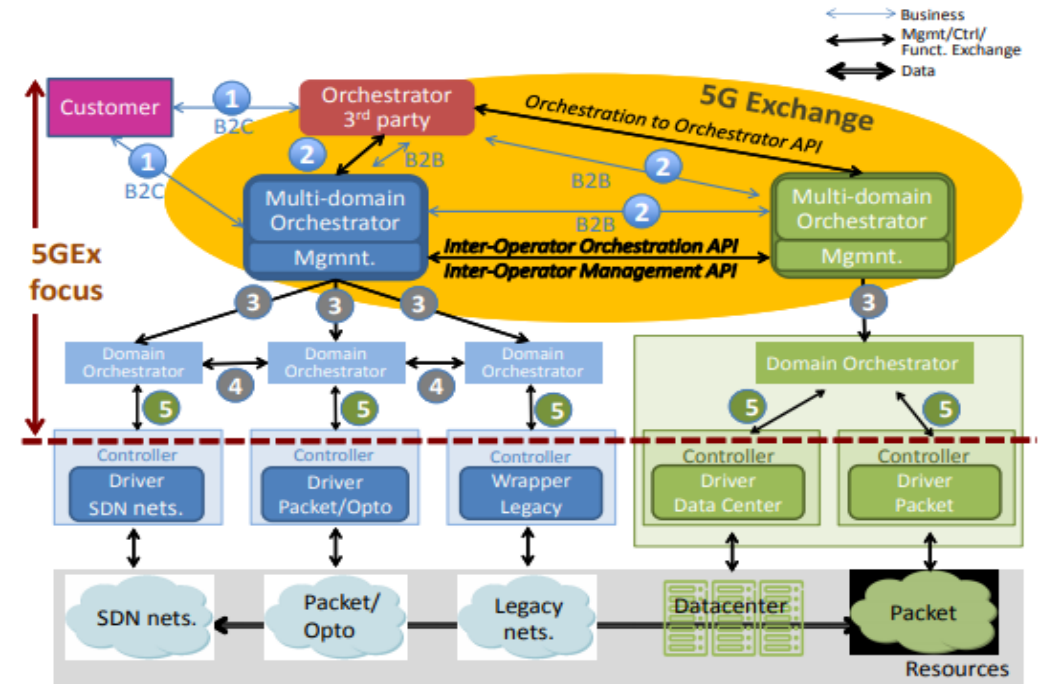 Business
Mgmt/Ctrl/
Funct. Exchange
Data
Customer
1
B2C
1
B2C
Orchestrator
3rd party
5G Exchange
Orchestration to Orchestrator API
2
B2B
2
B2B
2
B2B
Multi-domain
Orchestrator
Mgmnt.
Multi-domain
Orchestrator
Mgmnt.
Inter-Operator Orchestration API
Inter-Operator Management API
5GEx
focus
3
3
3
3
Domain
Orchestrator
4
Domain
Orchestrator
4
Domain
Orchestrator
Domain Orchestrator
5
5
5
5
5
Controller
Driver
SDN nets.
Controller
Driver
Packet/Opto
Controller
Wrapper
Legacy
Controller
Driver
Data Center
Controller
Driver
Packet
SDN nets.
Packet/
Opto
Legacy
nets.
Datacenter
Packet
Resources